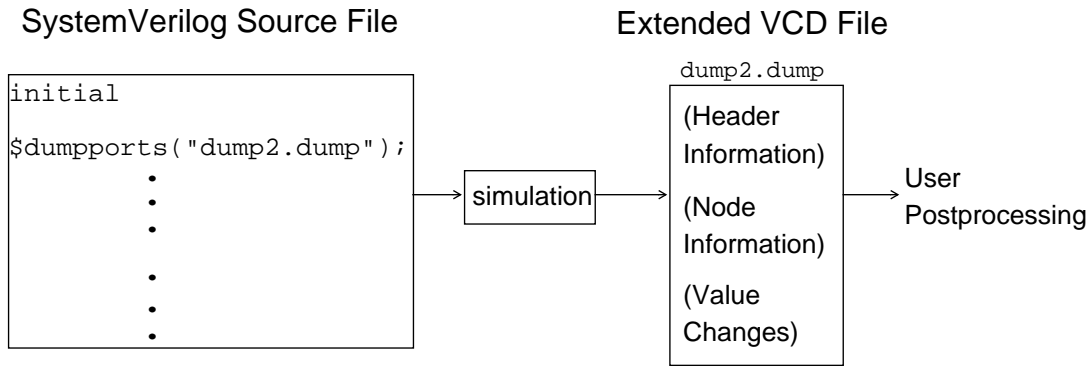 SystemVerilog Source File
Extended VCD File
initial
$dumpports("dump2.dump");
simulation
dump2.dump
(Header
Information)
(Node
Information)
(Value
Changes)
User
Postprocessing